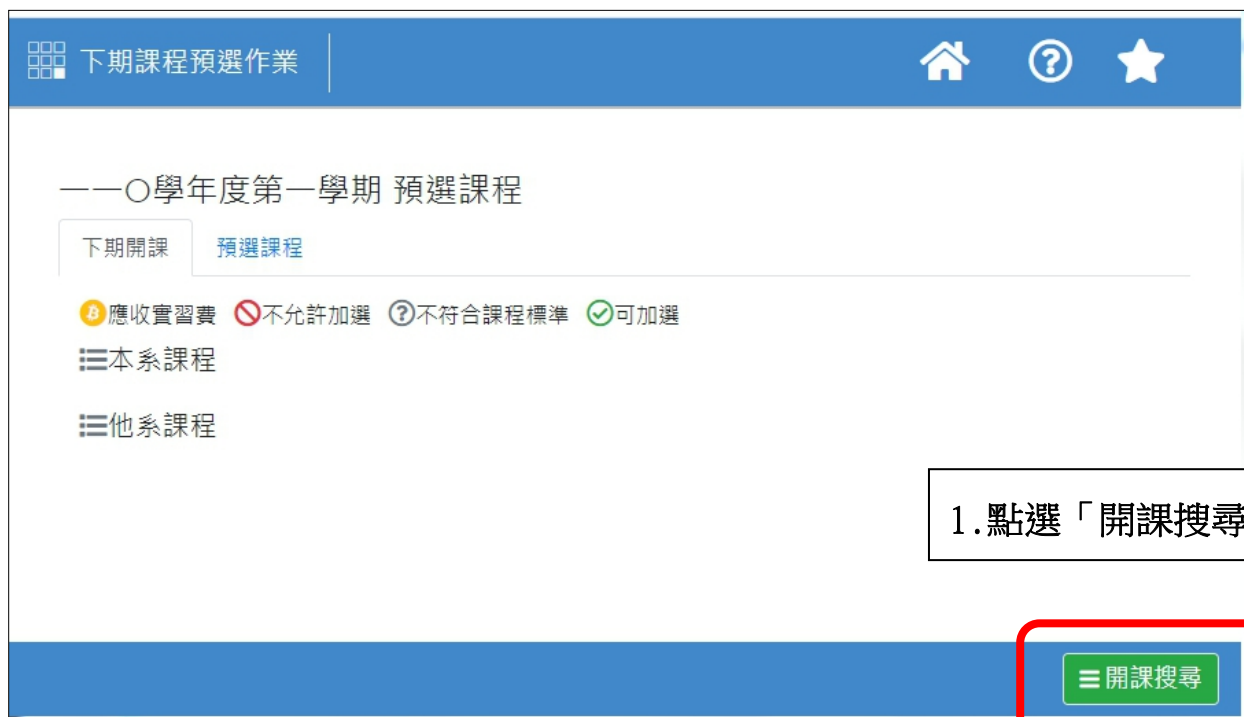 下期課程預選作業
一一○學年度第一學期 預選課程
下期開課 預選課程
應收實習費 不允許加選 不符合課程標準 可加選
本系課程
他系課程
1.點選「開課搜尋
開課搜尋